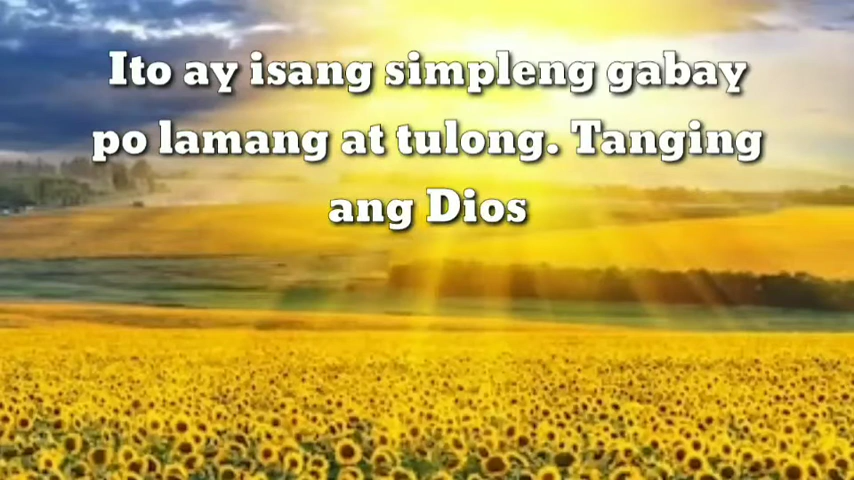 Ito ay isang simpleng gabay
po lamang at tulong. Tanging
ang Dios